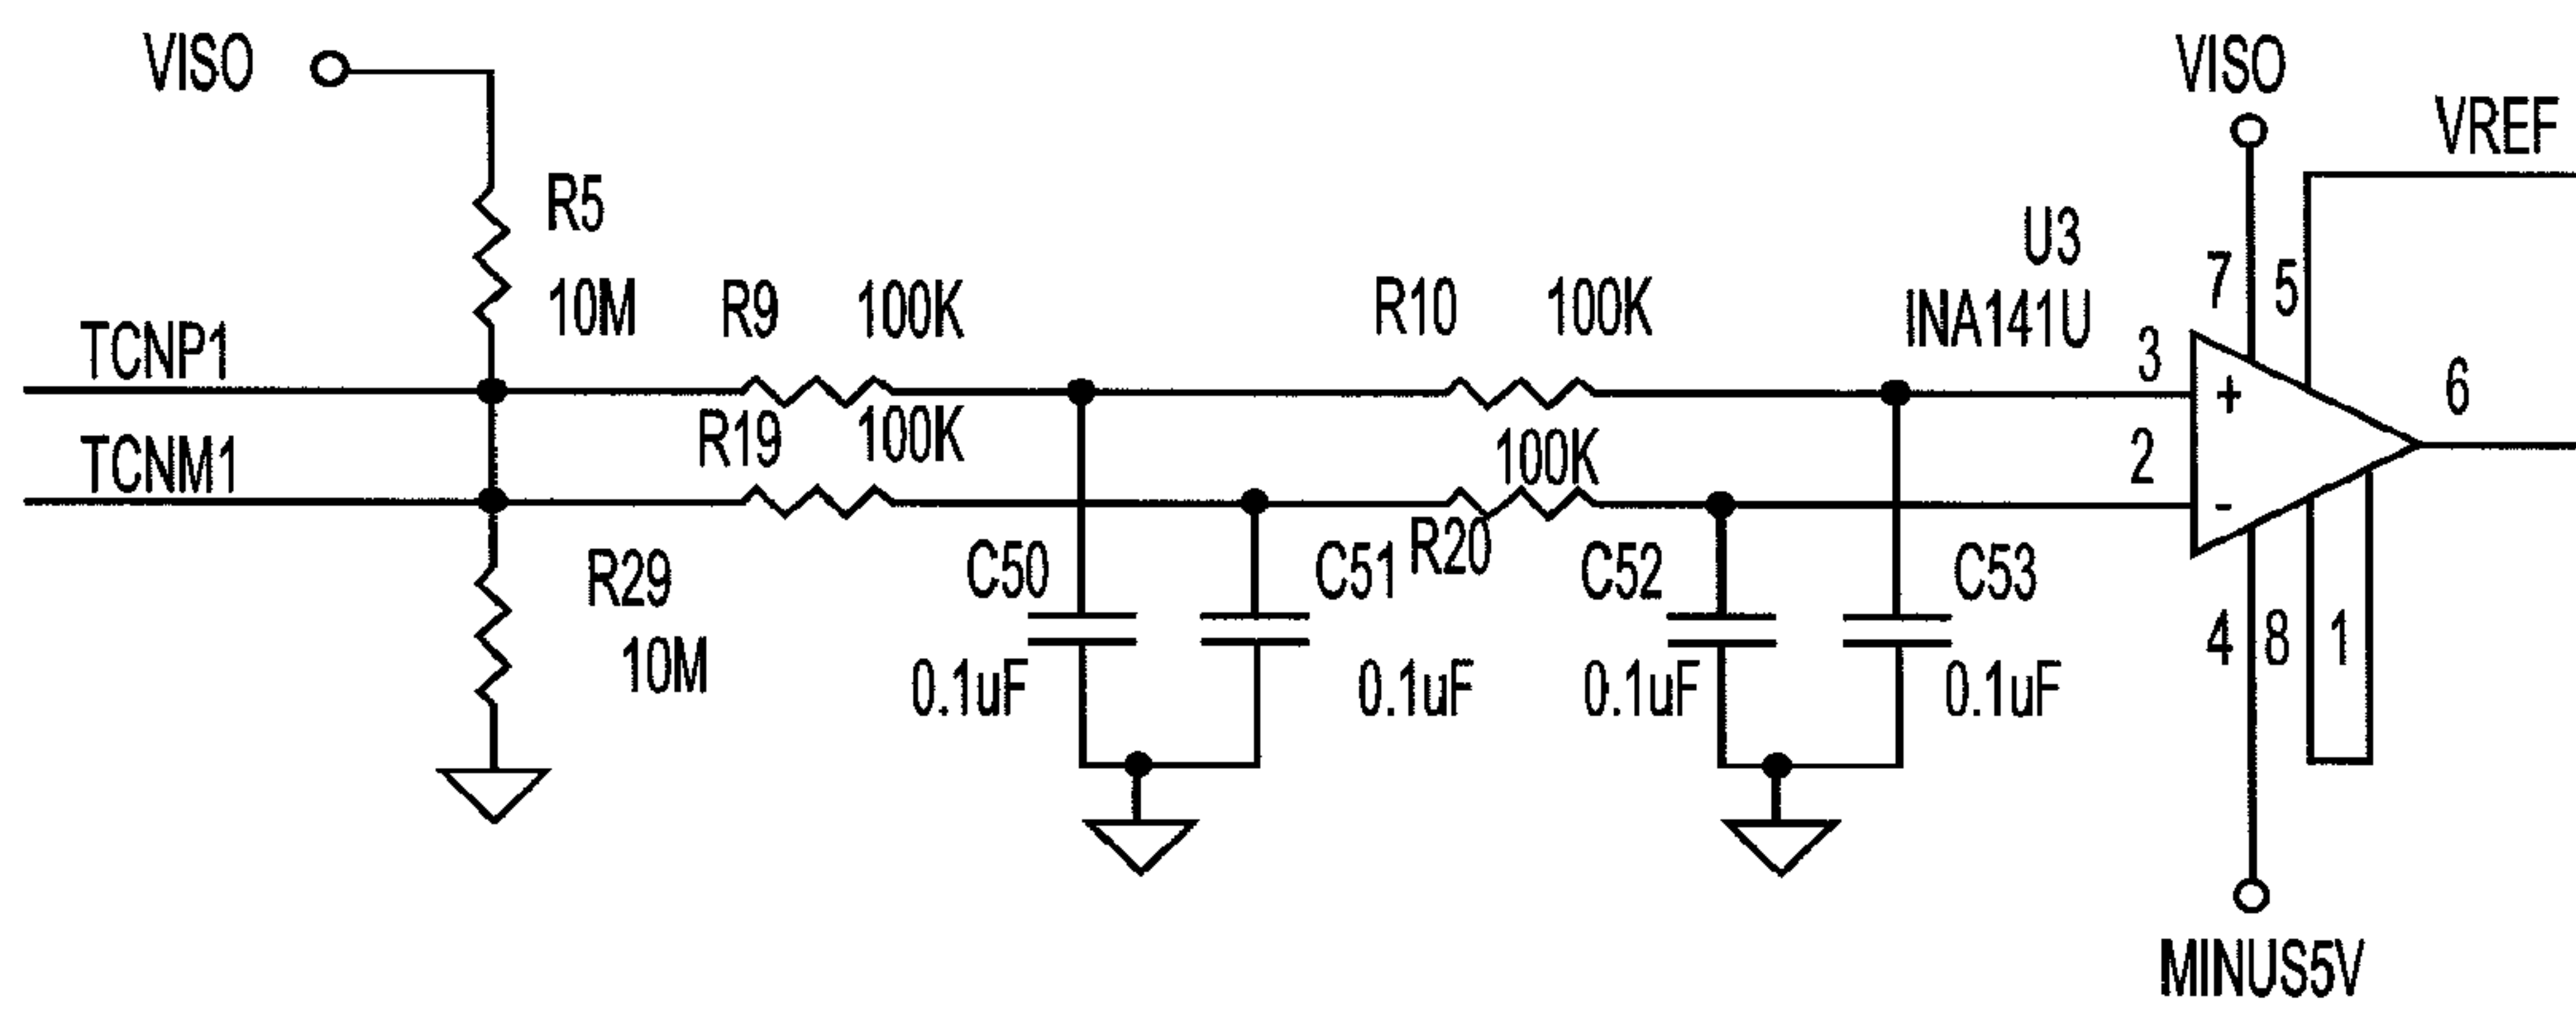 VISO
VISO
VREF
R5
10M
U3
INA141U
7
5
TCNP1
R9
100K
R10
100K
3
+
6
TCNM1
R19
100K
100K
2
-
R29
10M
C50
C51
R20
C52
C53
4
8
1
0.1uF
0.1uF
0.1uF
0.1uF
MINUS5V